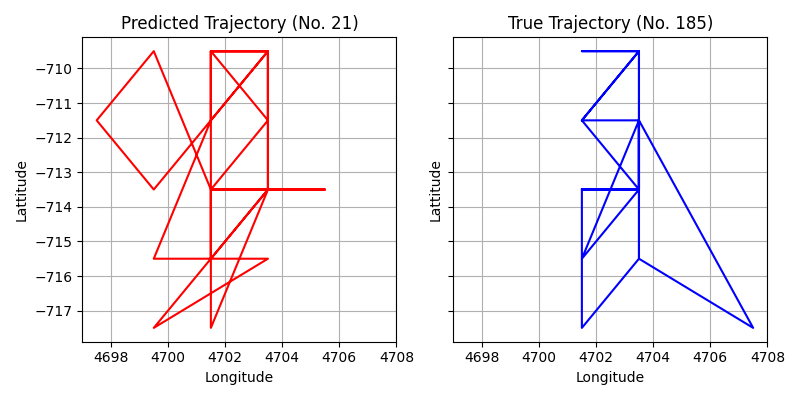 Predicted Trajectory (No. 21)
True Trajectory (No. 185)
−710
−711
−712
−713
−714
−715
−716
−717
Lattitude
Lattitude
4698 4700 4702 4704 4706 4708
4698 4700 4702 4704 4706 4708
Longitude
Longitude